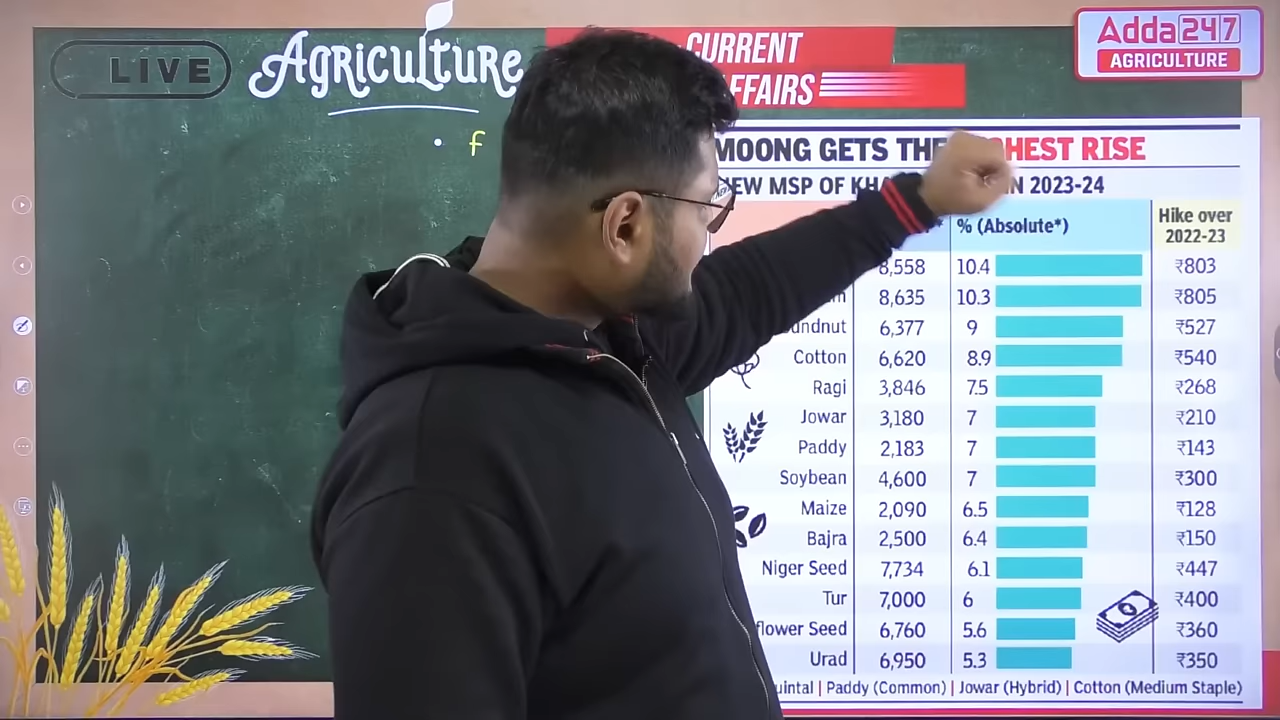 LIVE
AgRiculture
CURRENT
FFAIRS
Adda 247
AGRICULTURE
f
MOONG GETS THE HEST RISE
NEW MSP OF KHA IN 2023-24
% (Absolute*)
Hike over
2022-23
8,558 10.4 ₹803
8,635 10.3 ₹805
undnut 6,377 9 ₹527
Cotton 6,620 8.9 ₹540
Ragi 3,846 7.5 ₹268
Jowar 3,180 7 ₹210
Paddy 2,183 7 ₹143
Soybean 4,600 7 ₹300
Maize 2,090 6.5 ₹128
Bajra 2,500 6.4 ₹150
Niger Seed 7,734 6.1 ₹447
Tur 7,000 6 ₹400
flower Seed 6,760 5.6 ₹360
Urad 6,950 5.3 ₹350
uintal | Paddy (Common) | Jowar (Hybrid) | Cotton (Medium Staple)